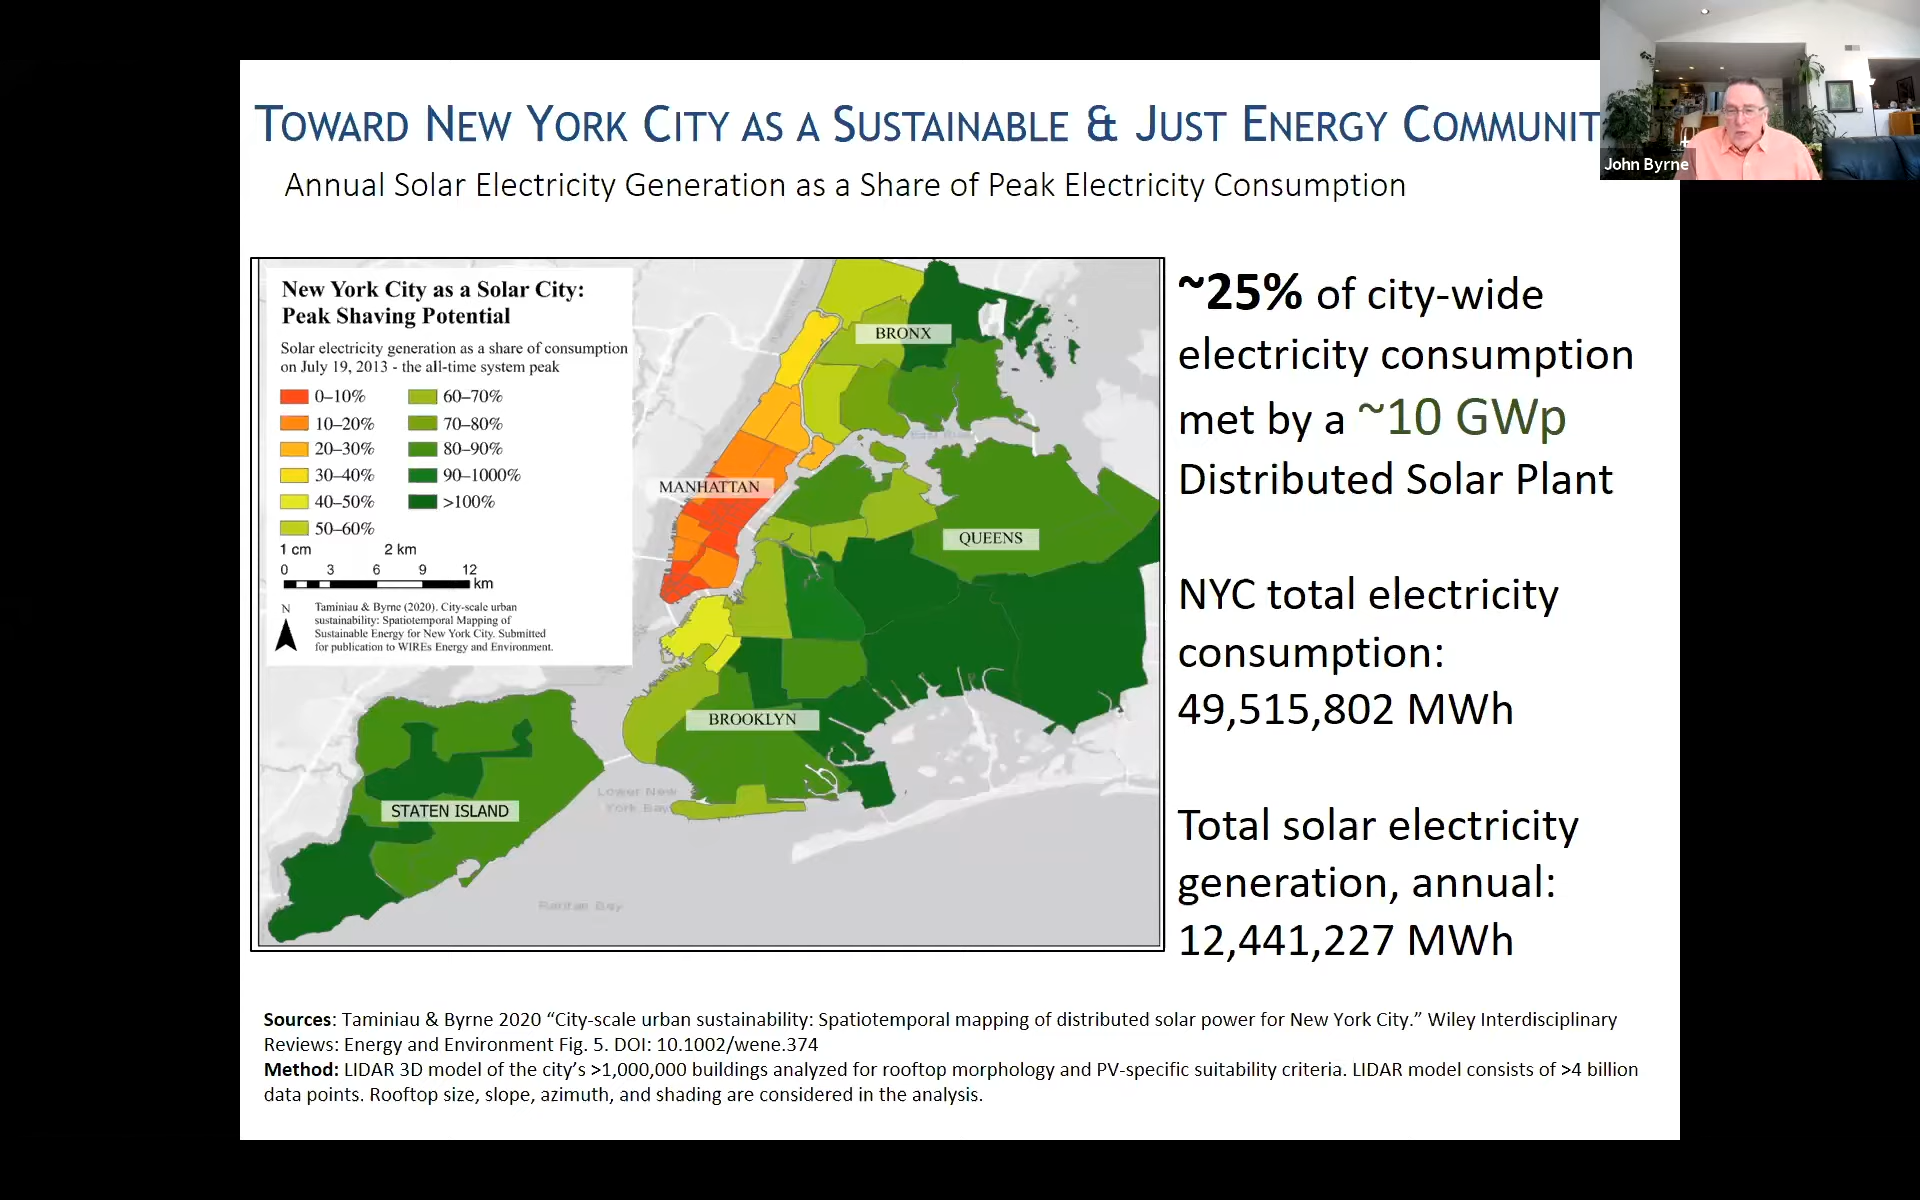 TOWARD NEW YORK CITY AS A SUSTAINABLE & JUST ENERGY COMMUNIT
John Byrne
Annual Solar Electricity Generation as a Share of Peak Electricity Consumption
New York City as a Solar City:
Peak Shaving Potential
Solar electricity generation as a share of consumption
on July 19, 2013 - the all-time system peak
0–10%
10–20%
20–30%
30–40%
40–50%
50–60%
60–70%
70–80%
80–90%
90–1000%
>100%
1 cm 2 km
0 3 6 9 12
km
N
Taminiau & Byrne (2020). City-scale urban
sustainability: Spatiotemporal Mapping of
Sustainable Energy for New York City. Submitted
for publication to WIREs Energy and Environment.
BRONX
MANHATTAN
QUEENS
BROOKLYN
STATEN ISLAND
Lower New
York Bay
Raritan Bay
~25% of city-wide
electricity consumption
met by a ~10 GWp
Distributed Solar Plant
NYC total electricity
consumption:
49,515,802 MWh
Total solar electricity
generation, annual:
12,441,227 MWh
Sources: Taminiau & Byrne 2020 “City-scale urban sustainability: Spatiotemporal mapping of distributed solar power for New York City.” Wiley Interdisciplinary
Reviews: Energy and Environment Fig. 5. DOI: 10.1002/wene.374
Method: LIDAR 3D model of the city’s >1,000,000 buildings analyzed for rooftop morphology and PV-specific suitability criteria. LIDAR model consists of >4 billion
data points. Rooftop size, slope, azimuth, and shading are considered in the analysis.